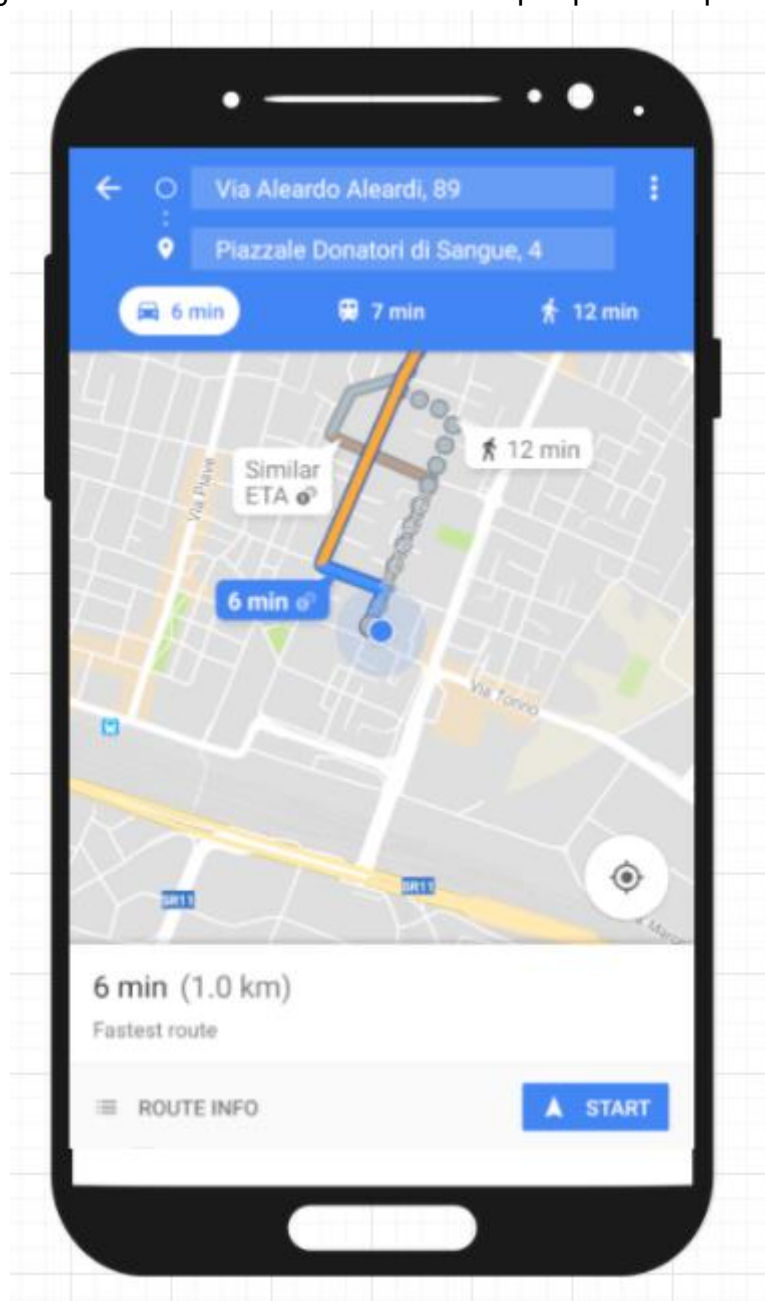 Via Aleardo Aleardi, 89
Piazzale Donatori di Sangue, 4
6 min
7 min
12 min
12 min
Similar
ETA
Via Piave
6 min
Via Torino
SR11
SR11
6 min (1.0 km)
Fastest route
ROUTE INFO
START